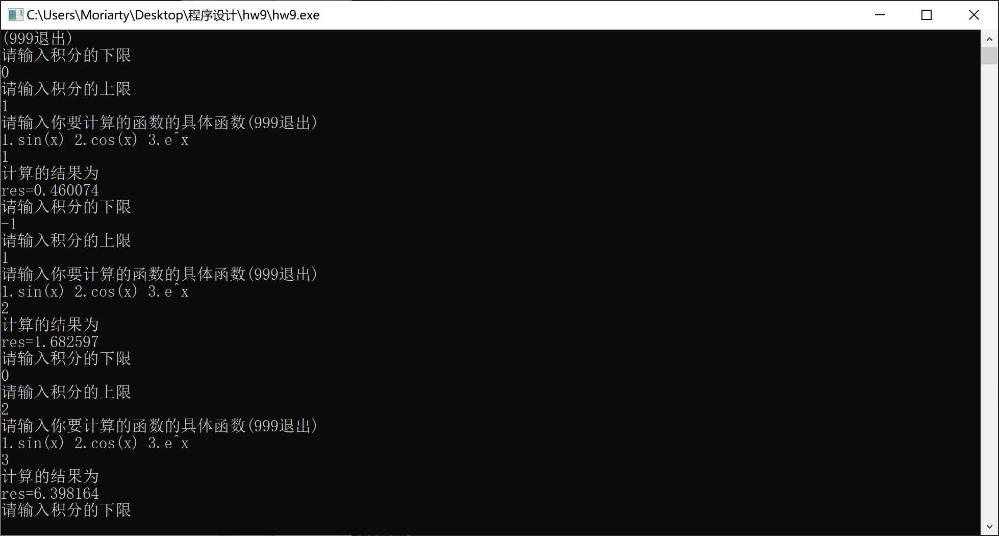 C:\Users\Moriarty\Desktop\程序设计\hw9\hw9.exe
(999退出)
请输入积分的下限
0
请输入积分的上限
1
请输入你要计算的函数的具体函数(999退出)
1.sin(x) 2.cos(x) 3.e^x
1
计算的结果为
res=0.460074
请输入积分的下限
-1
请输入积分的上限
1
请输入你要计算的函数的具体函数(999退出)
1.sin(x) 2.cos(x) 3.e^x
2
计算的结果为
res=1.682597
请输入积分的下限
0
请输入积分的上限
2
请输入你要计算的函数的具体函数(999退出)
1.sin(x) 2.cos(x) 3.e^x
3
计算的结果为
res=6.398164
请输入积分的下限